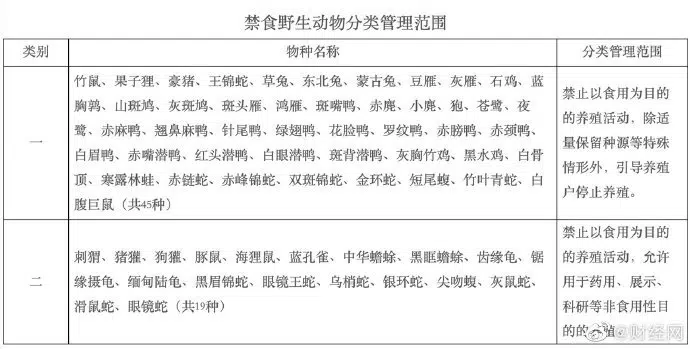 禁食野生动物分类管理范围
类别
物种名称
分类管理范围
一
竹鼠、果子狸、豪猪、王锦蛇、草兔、东北兔、蒙古兔、豆雁、灰雁、石鸡、蓝
胸鹑、山斑鸠、灰斑鸠、斑头雁、鸿雁、斑嘴鸭、赤麂、小麂、狍、苍鹭、夜
鹭、赤麻鸭、翘鼻麻鸭、针尾鸭、绿翅鸭、花脸鸭、罗纹鸭、赤膀鸭、赤颈鸭、
白眉鸭、赤嘴潜鸭、红头潜鸭、白眼潜鸭、斑背潜鸭、灰胸竹鸡、黑水鸡、白骨
顶、寒露林蛙、赤链蛇、赤峰锦蛇、双斑锦蛇、金环蛇、短尾蝮、竹叶青蛇、白
腹巨鼠（共45种）
禁止以食用为目的
的养殖活动，除适
量保留种源等特殊
情形外，引导养殖
户停止养殖。
二
刺猬、猪獾、狗獾、豚鼠、海狸鼠、蓝孔雀、中华蟾蜍、黑眶蟾蜍、齿缘龟、锯
缘摄龟、缅甸陆龟、黑眉锦蛇、眼镜王蛇、乌梢蛇、银环蛇、尖吻蝮、灰鼠蛇、
滑鼠蛇、眼镜蛇（共19种）
禁止以食用为目的
的养殖活动，允许
用于药用、展示、
科研等非食用性目
的的养殖。
@财经网